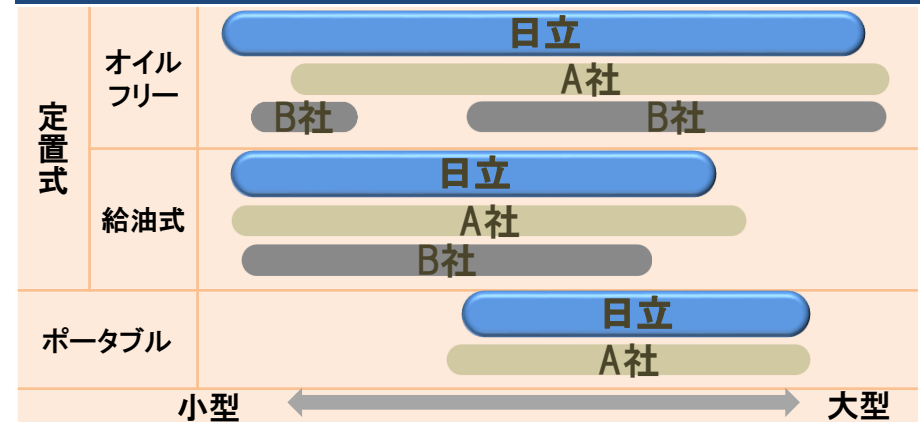 定置式
オイル
フリー
日立
A社
B社
B社
給油式
日立
A社
B社
ポータブル
日立
A社
小型
大型